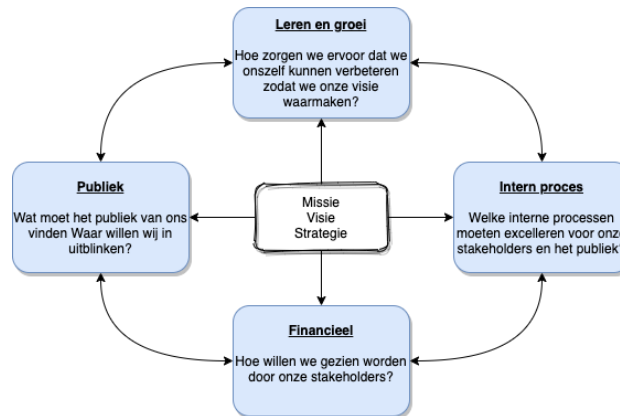 Leren en groei
Hoe zorgen we ervoor dat we
onszelf kunnen verbeteren
zodat we onze visie
waarmaken?
Publiek
Wat moet het publiek van ons
vinden Waar willen wij in
uitblinken?
Missie
Visie
Strategie
Intern proces
Welke interne processen
moeten excelleren voor onze
stakeholders en het publiek?
Financieel
Hoe willen we gezien worden
door onze stakeholders?